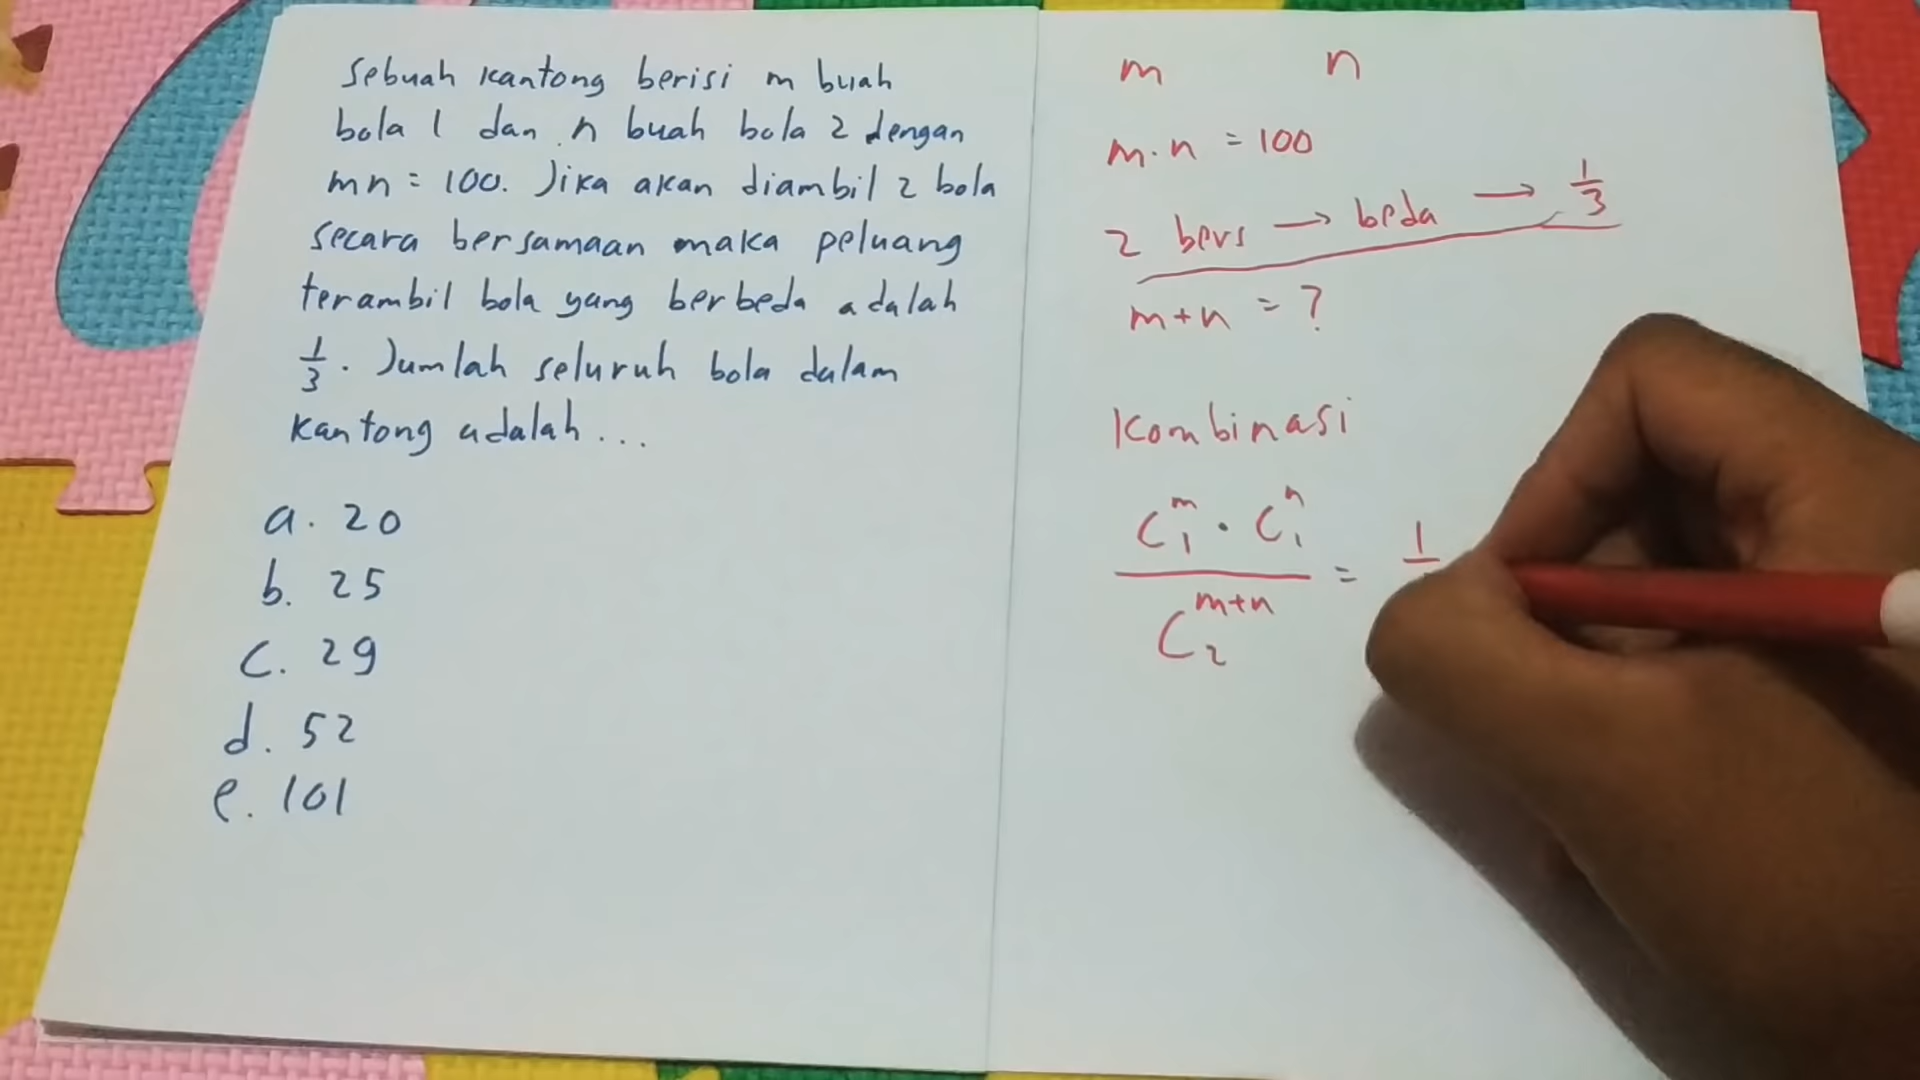 Sebuah kantong berisi m buah
bola 1 dan n buah bola 2 dengan
mn = 100. Jika akan diambil 2 bola
secara bersamaan maka peluang
terambil bola yang berbeda adalah
1/3. Jumlah seluruh bola dalam
kantong adalah...
a. 20
b. 25
c. 29
d. 52
e. 101
m n
m.n = 100
2 bers → beda → 1/3
m+n = ?
Kombinasi
C₁ᵐ · C₁ⁿ / C₂ᵐ⁺ⁿ = 1